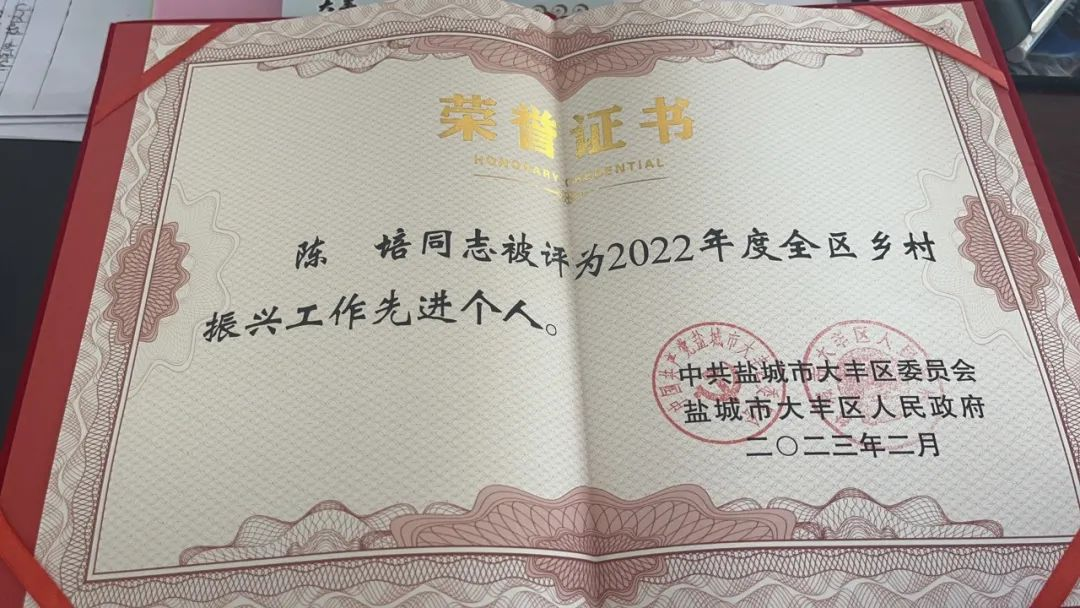 荣誉证书
HONORARY CREDENTIAL
陈 培同志被评为2022年度全区乡村
振兴工作先进个人。
中共盐城市大丰区委员会
盐城市大丰区人民政府
二〇二三年二月